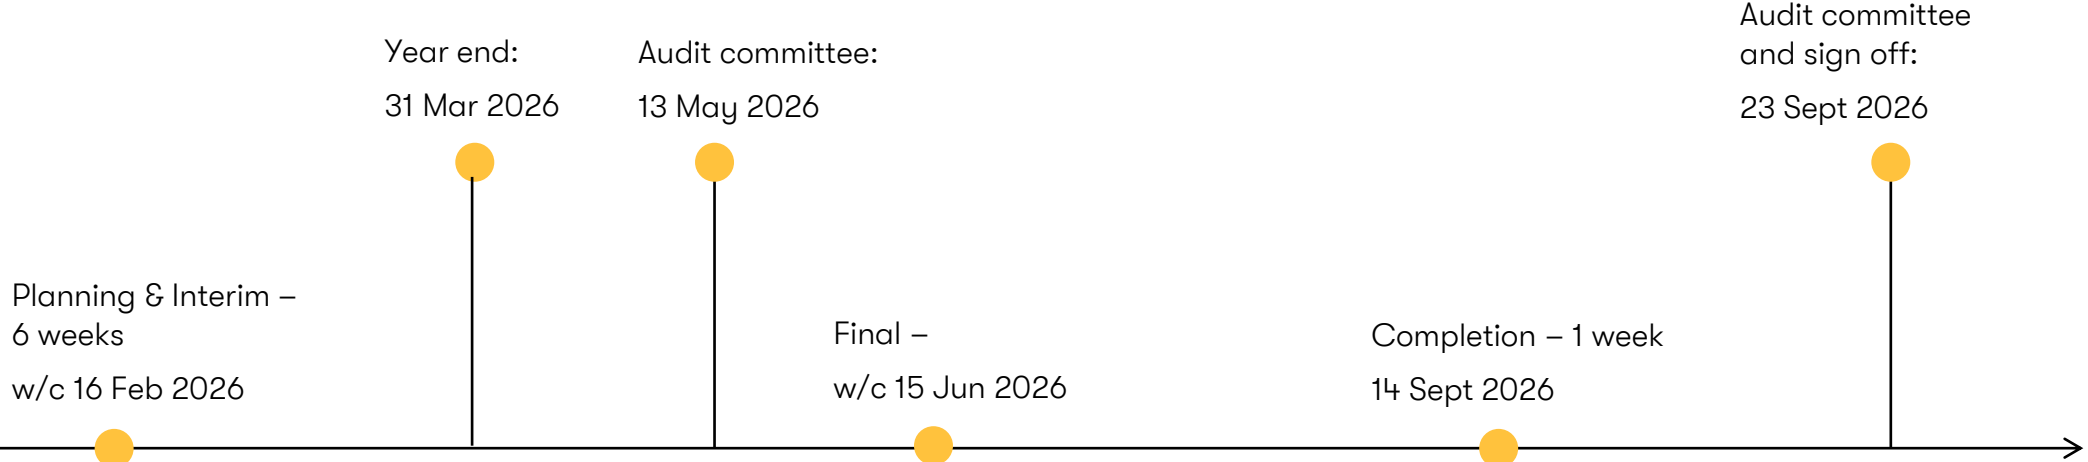 Year end:
31 Mar 2026
Audit committee:
13 May 2026
Audit committee
and sign off:
23 Sept 2026
Planning & Interim –
6 weeks
w/c 16 Feb 2026
Final –
w/c 15 Jun 2026
Completion – 1 week
14 Sept 2026